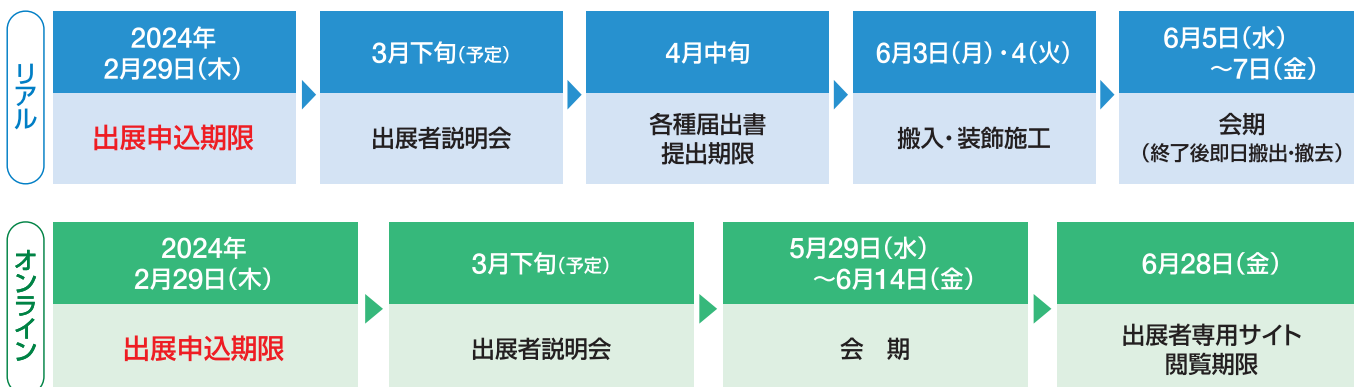 リアル
2024年
2月29日(木)
出展申込期限
3月下旬(予定)
出展者説明会
4月中旬
各種届出書
提出期限
6月3日(月)・4(火)
搬入・装飾施工
6月5日(水)
～7日(金)
会期
(終了後即日搬出・撤去)
オンライン
2024年
2月29日(木)
出展申込期限
3月下旬(予定)
出展者説明会
5月29日(水)
～6月14日(金)
会　期
6月28日(金)
出展者専用サイト
閲覧期限